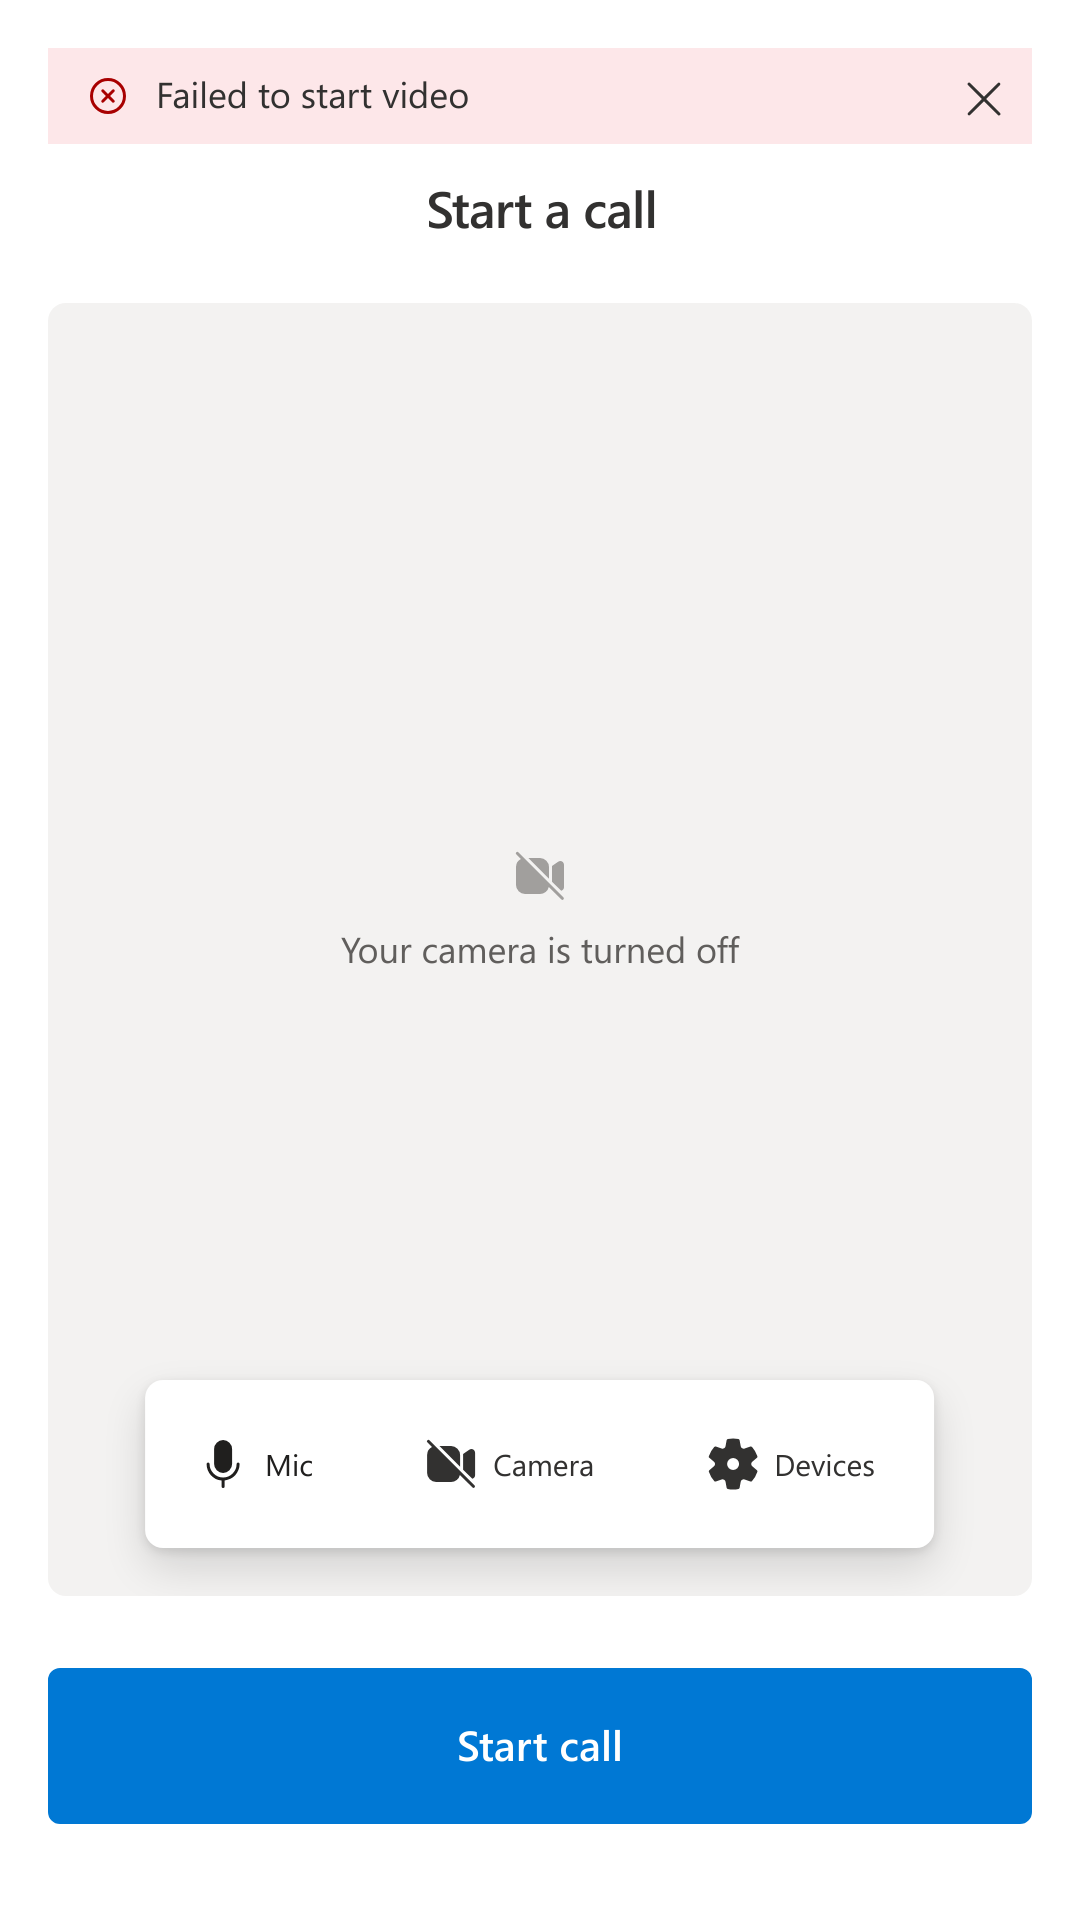 Failed to start video
Start a call
Your camera is turned off
Mic
Camera
Devices
Start call